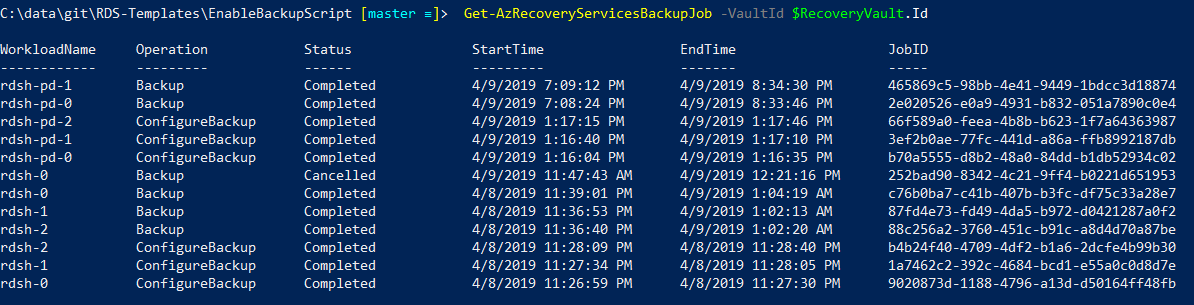 C:\data\git\RDS-Templates\EnableBackupScript [master ≡]> Get-AzRecoveryServicesBackupJob -VaultId $RecoveryVault.Id
WorkloadName Operation Status StartTime EndTime JobID
------------ --------- ------ --------- ------- -----
rdsh-pd-1 Backup Completed 4/9/2019 7:09:12 PM 4/9/2019 8:34:30 PM 465869c5-98bb-4e41-9449-1bdcc3d18874
rdsh-pd-0 Backup Completed 4/9/2019 7:08:24 PM 4/9/2019 8:33:46 PM 2e020526-e0a9-4931-b832-051a7890c0e4
rdsh-pd-2 ConfigureBackup Completed 4/9/2019 1:17:15 PM 4/9/2019 1:17:46 PM 66f589a0-feea-4b8b-b623-1f7a64363987
rdsh-pd-1 ConfigureBackup Completed 4/9/2019 1:16:40 PM 4/9/2019 1:17:10 PM 3ef2b0ae-77fc-441d-a86a-ffb8992187db
rdsh-pd-0 ConfigureBackup Completed 4/9/2019 1:16:04 PM 4/9/2019 1:16:35 PM b70a5555-d8b2-48a0-84dd-b1db52934c02
rdsh-0 Backup Cancelled 4/9/2019 11:47:43 AM 4/9/2019 12:21:16 PM 252bad90-8342-4c21-9ff4-b0221d651953
rdsh-0 Backup Completed 4/8/2019 11:39:01 PM 4/9/2019 1:04:19 AM c76b0ba7-c41b-407b-b3fc-df75c33a28e7
rdsh-1 Backup Completed 4/8/2019 11:36:53 PM 4/9/2019 1:02:13 AM 87fd4e73-fd49-4da5-b972-d0421287a0f2
rdsh-2 Backup Completed 4/8/2019 11:36:40 PM 4/9/2019 1:02:20 AM 88c256a2-3760-451c-b91c-a8d4d70a87be
rdsh-2 ConfigureBackup Completed 4/8/2019 11:28:09 PM 4/8/2019 11:28:40 PM b4b24f40-4709-4df2-b1a6-2dcfe4b99b30
rdsh-1 ConfigureBackup Completed 4/8/2019 11:27:34 PM 4/8/2019 11:28:05 PM 1a7462c2-392c-4684-bcd1-e55a0c0d8d7e
rdsh-0 ConfigureBackup Completed 4/8/2019 11:26:59 PM 4/8/2019 11:27:30 PM 9020873d-1188-4796-a13d-d50164ff48fb